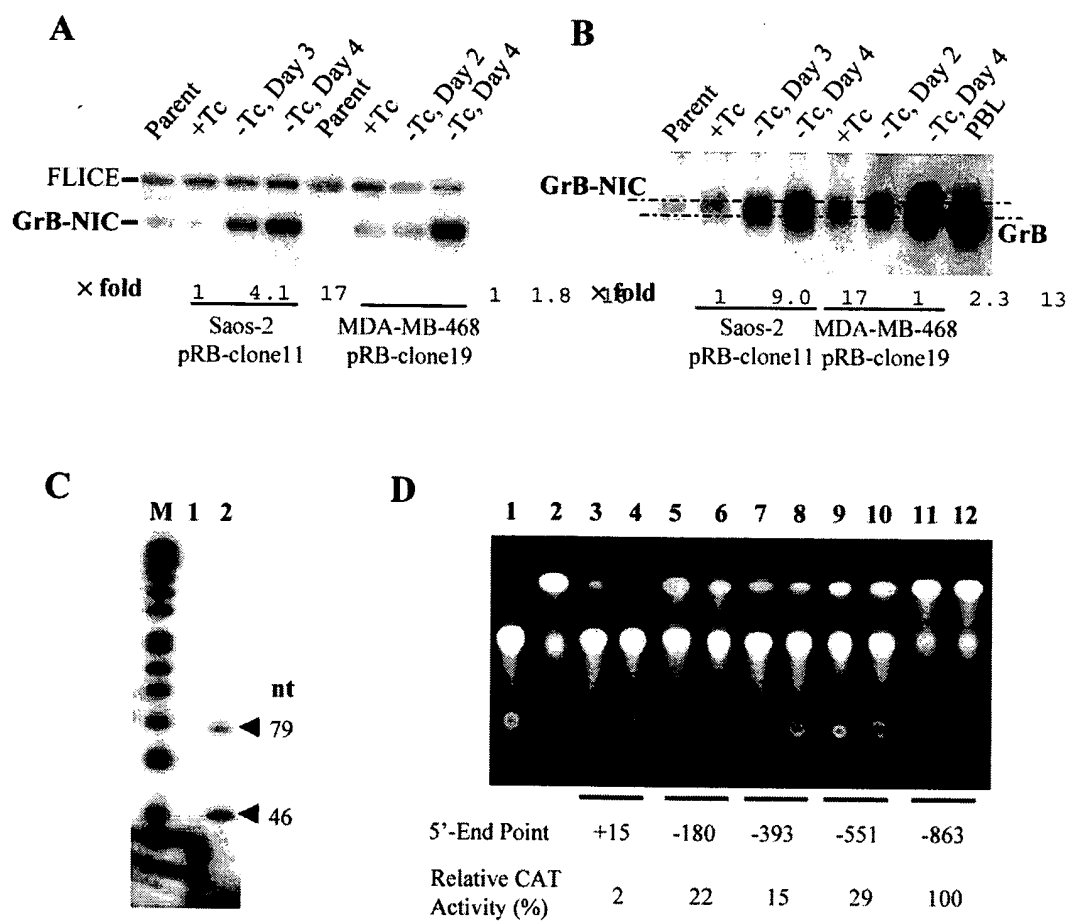 A
Parent
+Tc
-Tc, Day 3
-Tc, Day 4
Parent
+Tc
-Tc, Day 2
-Tc, Day 4
FLICE
GrB-NIC
× fold 1 4.1 17 1 1.8
Saos-2 MDA-MB-468
pRB-clone11 pRB-clone19
B
Parent
+Tc
-Tc, Day 3
-Tc, Day 4
+Tc
-Tc, Day 2
-Tc, Day 4
PBL
GrB-NIC
GrB
× fold 1 9.0 17 1 2.3 13
Saos-2 MDA-MB-468
pRB-clone11 pRB-clone19
C
M 1 2
nt
79
46
D
1 2 3 4 5 6 7 8 9 10 11 12
5'-End Point +15 -180 -393 -551 -863
Relative CAT
Activity (%) 2 22 15 29 100